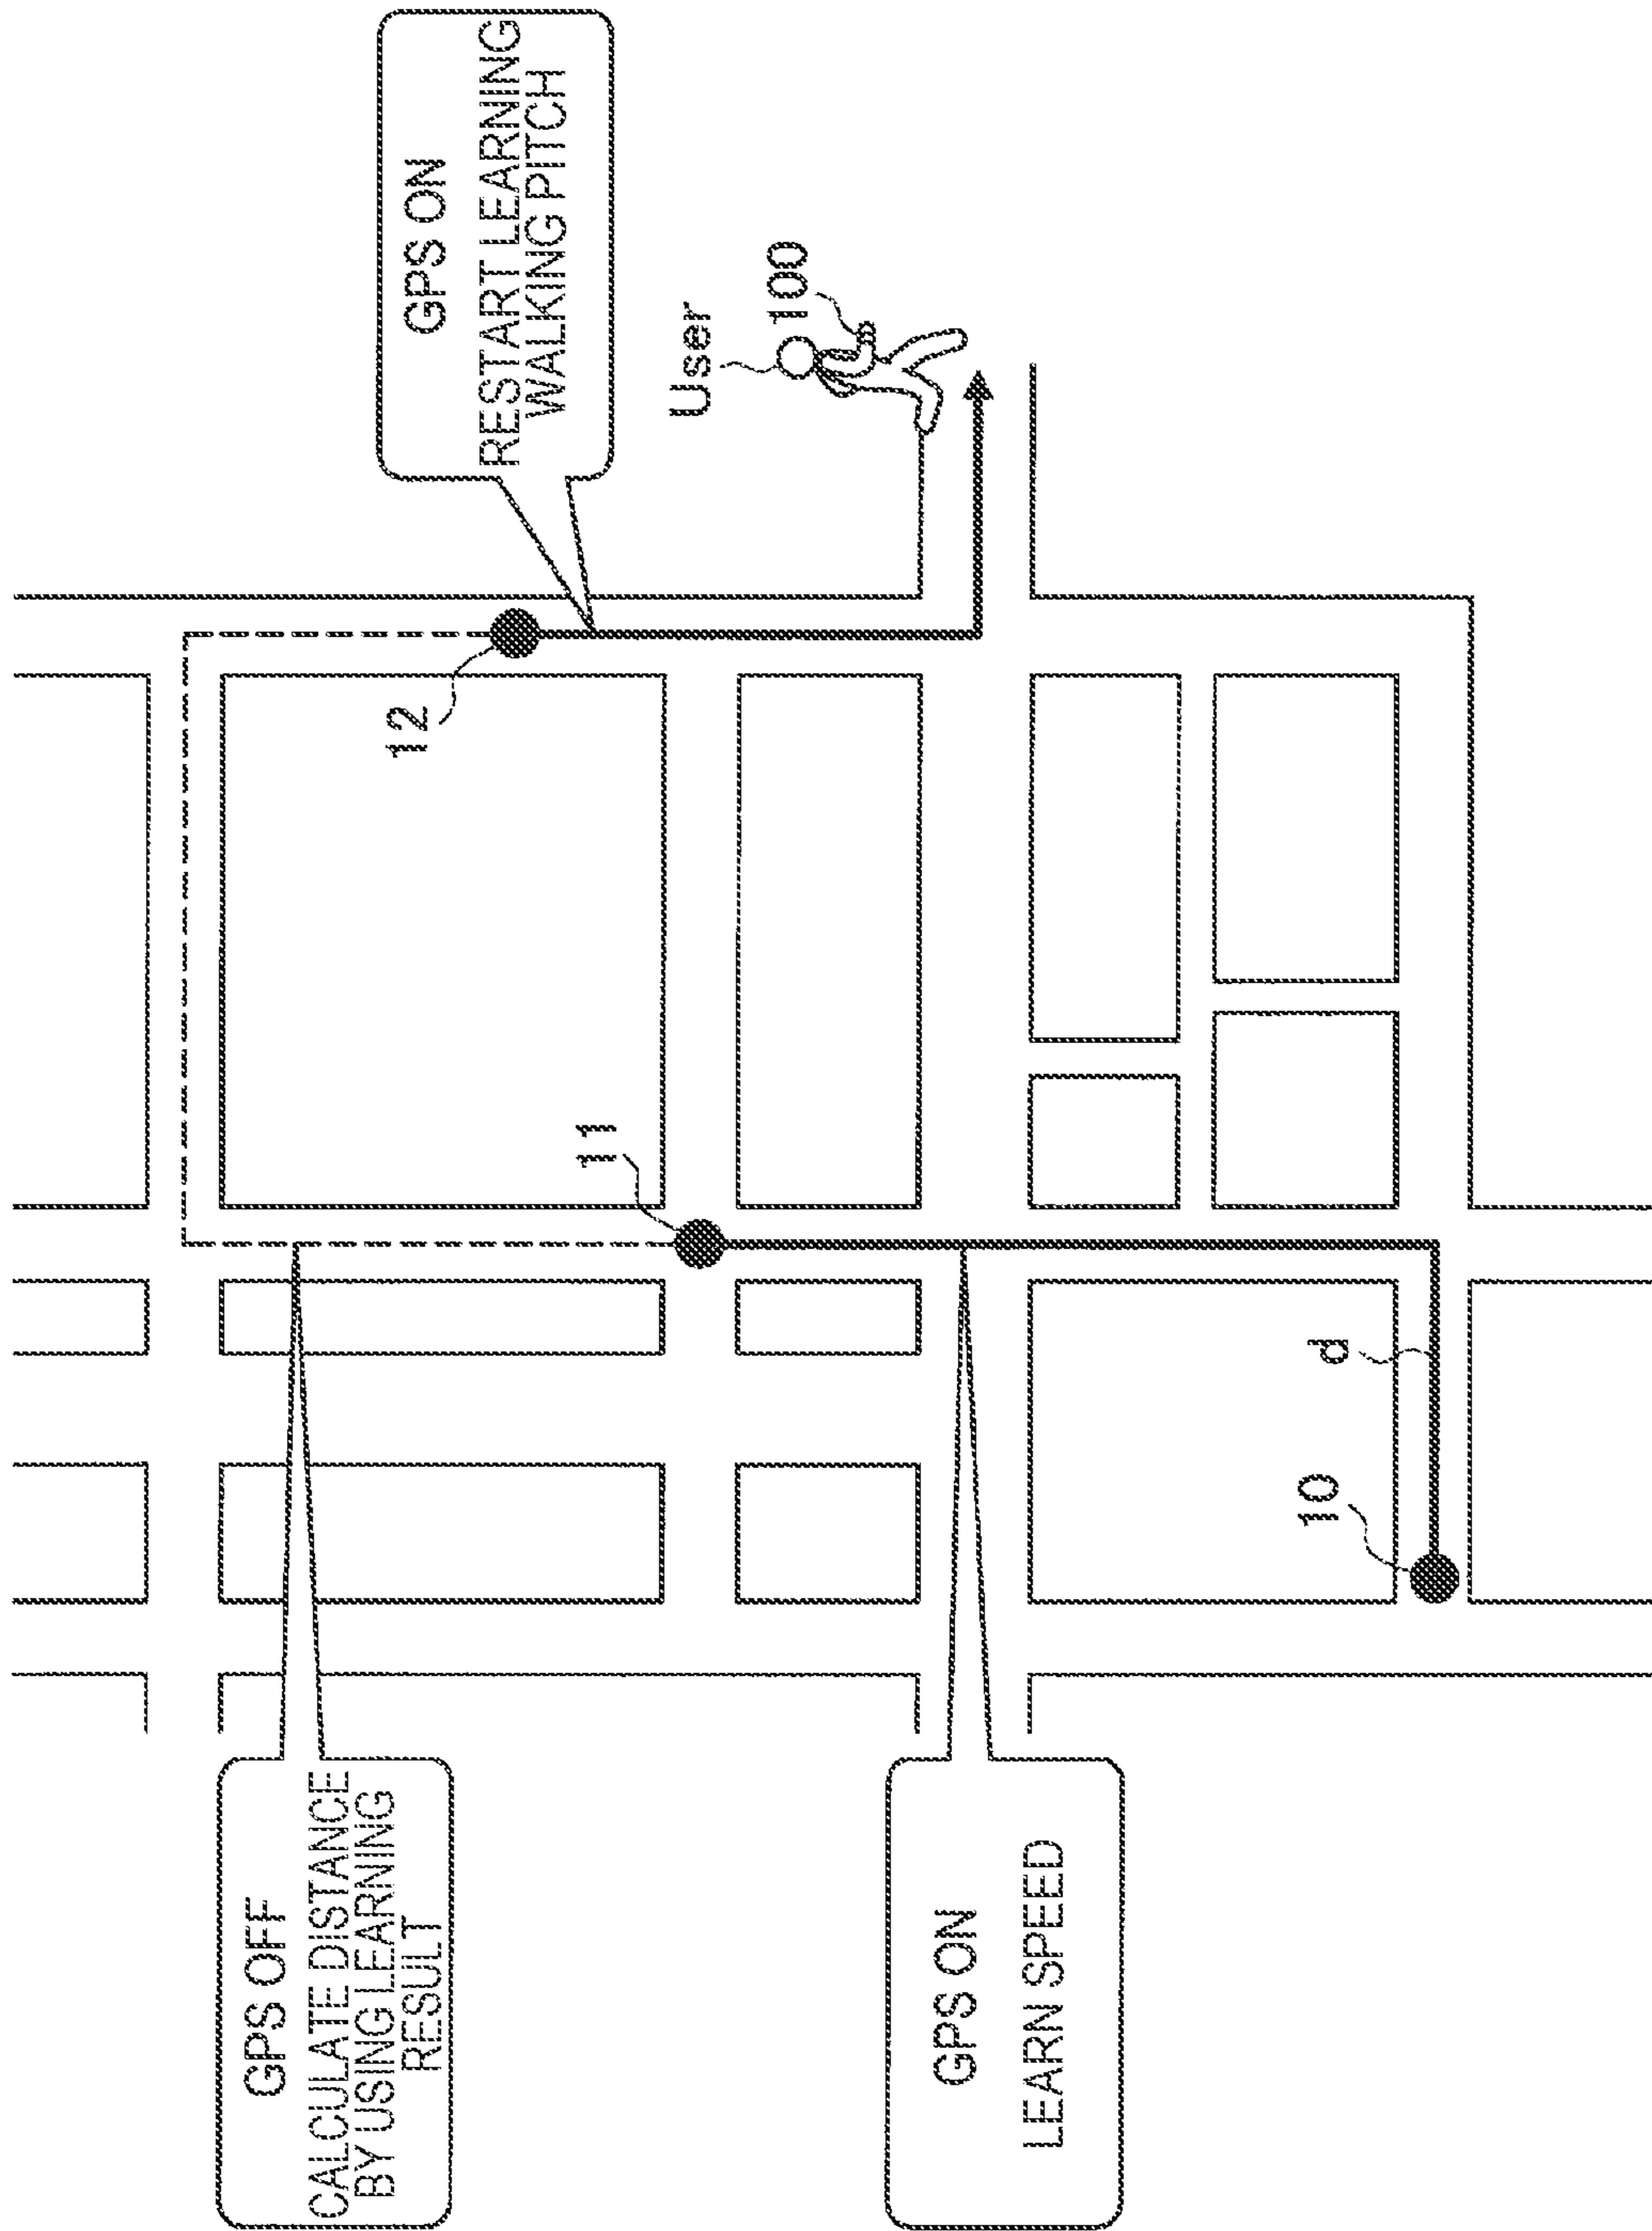 GPS OFF
CALCULATE DISTANCE
BY USING LEARNING
RESULT
GPS ON
LEARN SPEED
10
d
11
12
GPS ON
RESTART LEARNING
WALKING PITCH
User
100